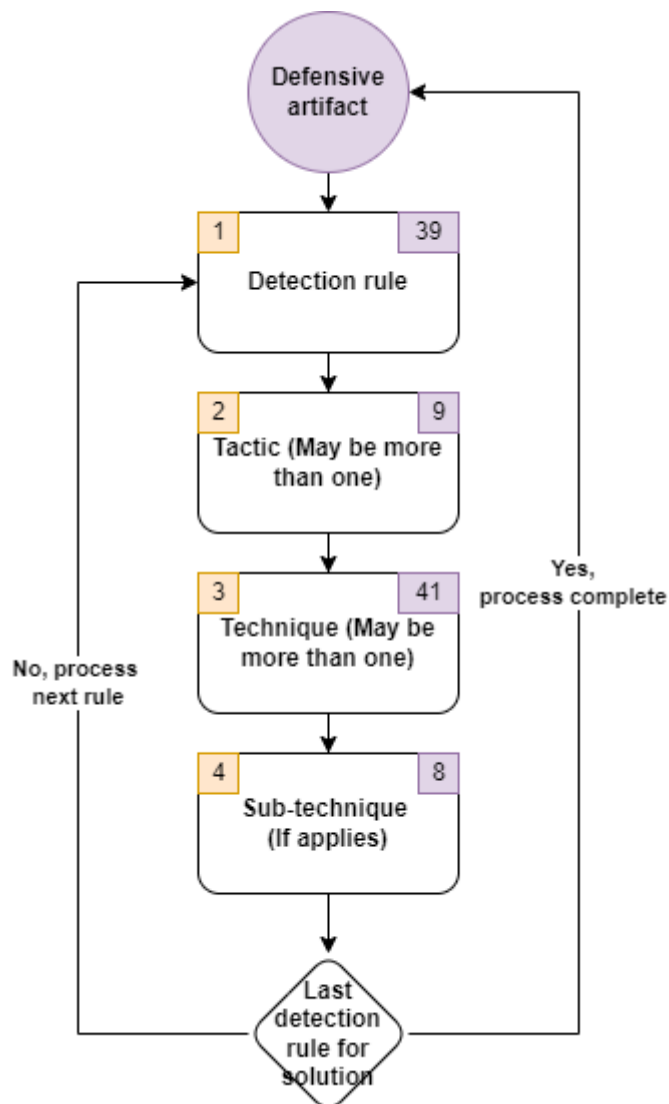 Defensive
artifact
1
39
Detection rule
2
9
Tactic (May be more
than one)
3
41
Technique (May be
more than one)
Yes,
process complete
No, process
next rule
4
8
Sub-technique
(If applies)
Last
detection
rule for
solution